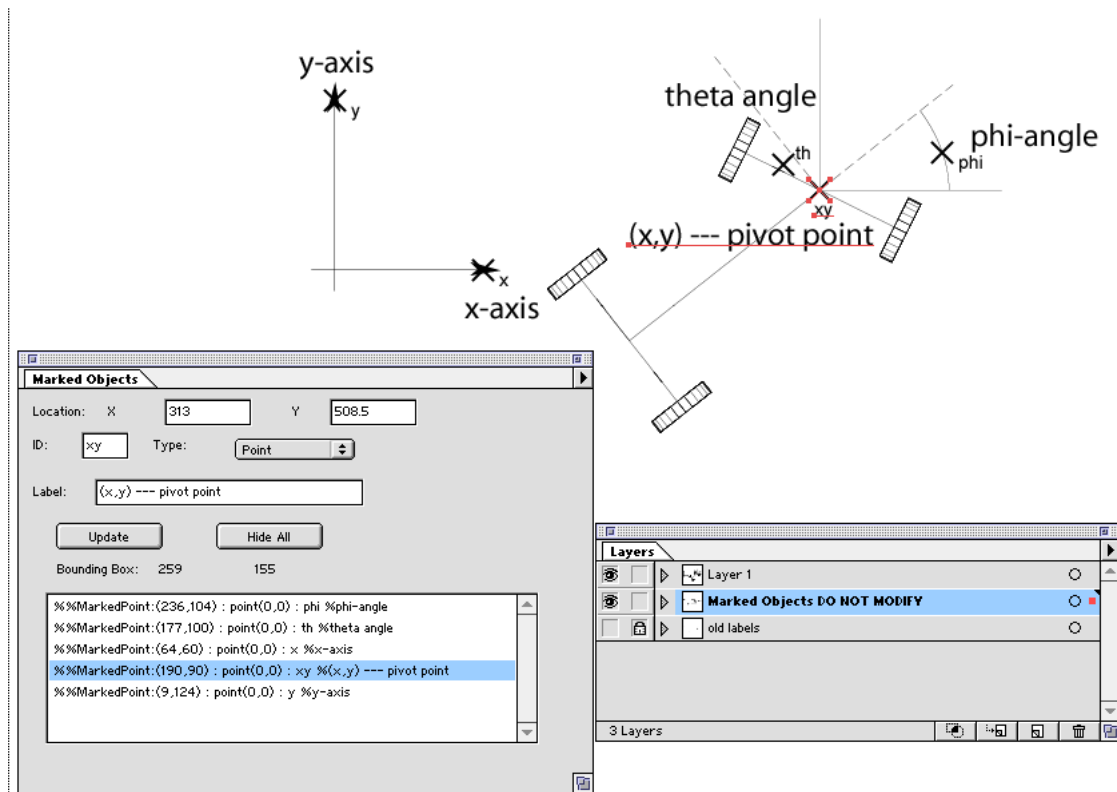 y-axis
y
theta angle
th
phi-angle
phi
xy
(x,y) --- pivot point
x
x-axis
Marked Objects
Location: X 313 Y 508.5
ID: xy Type: Point
Label: (x,y) --- pivot point
Update Hide All
Bounding Box: 259 155
%%MarkedPoint:(236,104) : point(0,0) : phi %phi-angle
%%MarkedPoint:(177,100) : point(0,0) : th %theta angle
%%MarkedPoint:(64,60) : point(0,0) : x %x-axis
%%MarkedPoint:(190,90) : point(0,0) : xy %(x,y) --- pivot point
%%MarkedPoint:(9,124) : point(0,0) : y %y-axis
Layers
Layer 1
Marked Objects DO NOT MODIFY
old labels
3 Layers